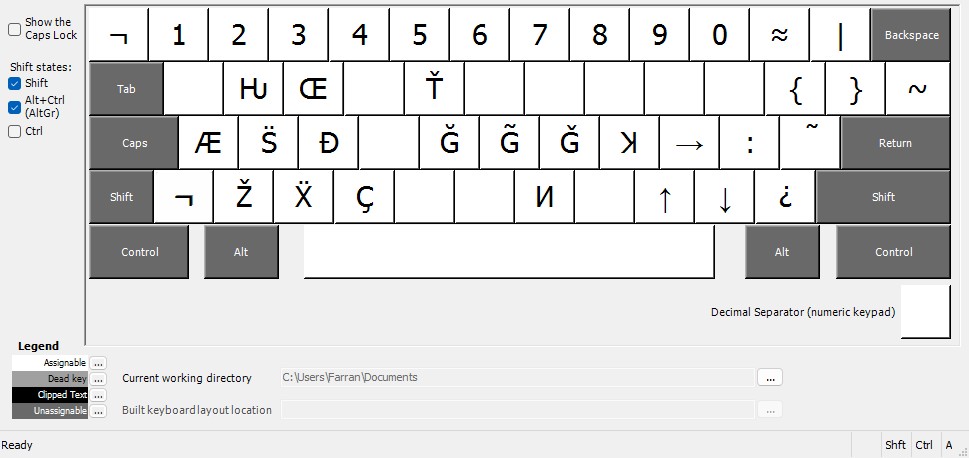 Show the
Caps Lock
Shift states:
Shift
Alt+Ctrl
(AltGr)
Ctrl
¬ 1 2 3 4 5 6 7 8 9 0 ≈ | Backspace
Tab Ƕ Œ Ť { } ~
Caps Æ S̈ Đ Ğ G̃ Ǧ ꓘ → : ˜ Return
Shift ¬ Ž Ẍ Ç И ↑ ↓ ¿ Shift
Control Alt Alt Control
Decimal Separator (numeric keypad)
Legend
Assignable ...
Dead key ...
Clipped Text ...
Unassignable ...
Current working directory C:\Users\Farran\Documents ...
Built keyboard layout location ...
Ready Shft Ctrl A